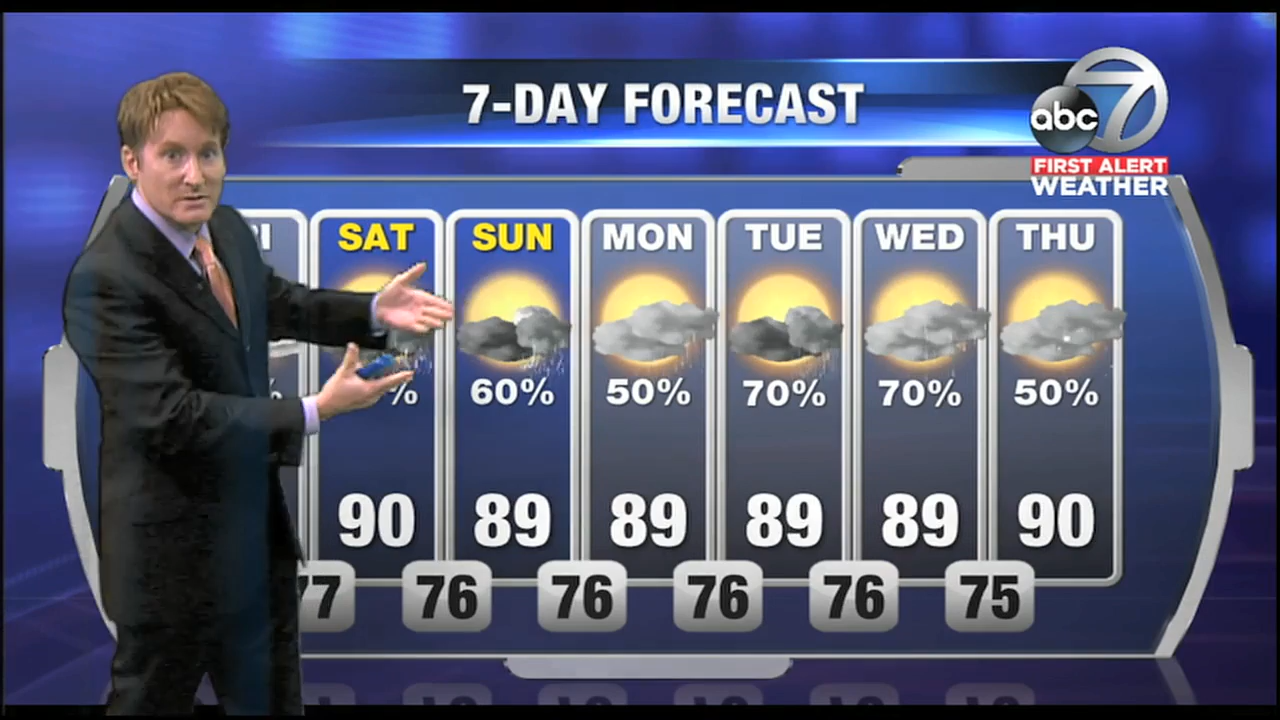 7-DAY FORECAST
abc 7
FIRST ALERT
WEATHER
SAT SUN MON TUE WED THU
60% 50% 70% 70% 50%
90 89 89 89 89 90
76 76 76 76 75